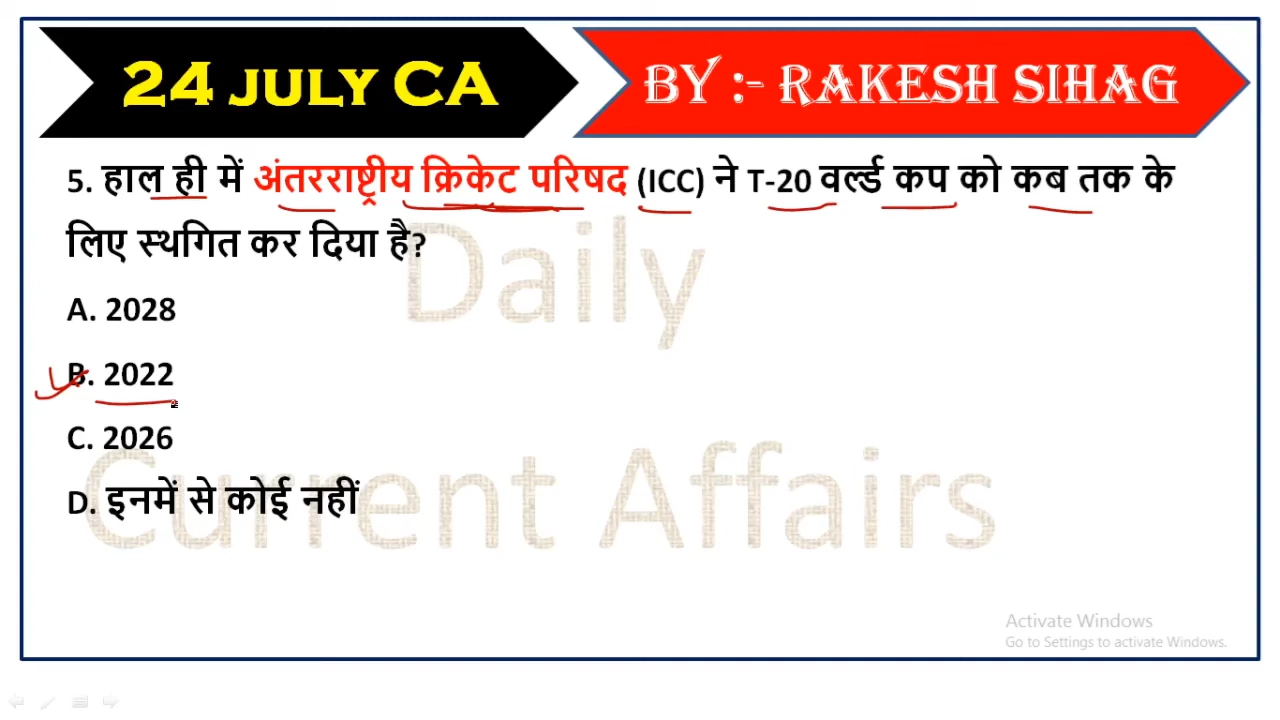 24 JULY CA
BY :- RAKESH SIHAG
5. हाल ही में अंतरराष्ट्रीय क्रिकेट परिषद (ICC) ने T-20 वर्ल्ड कप को कब तक के
लिए स्थगित कर दिया है?
A. 2028
B. 2022
C. 2026
D. इनमें से कोई नहीं
Daily
Current Affairs
Activate Windows
Go to Settings to activate Windows.